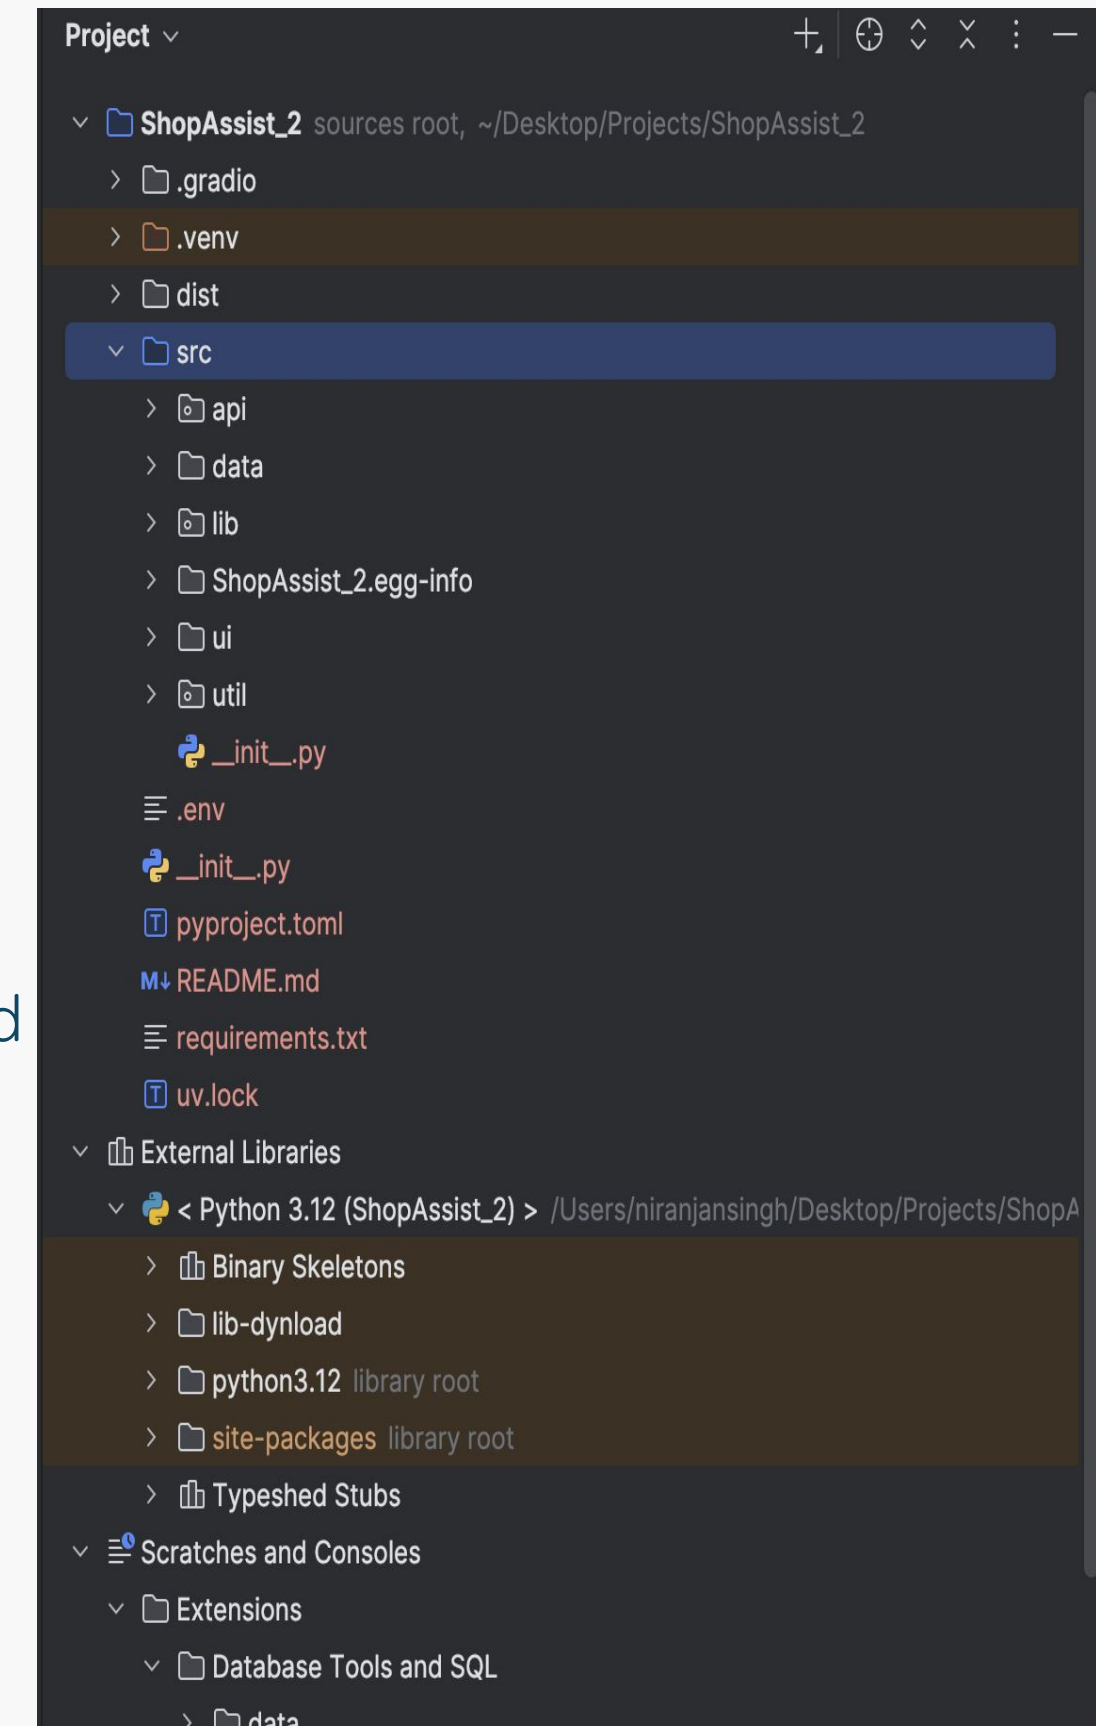 Project
ShopAssist_2 sources root, ~/Desktop/Projects/ShopAssist_2
.gradio
.venv
dist
src
api
data
lib
ShopAssist_2.egg-info
ui
util
__init__.py
.env
__init__.py
T pyproject.toml
M↓ README.md
d
requirements.txt
T uv.lock
External Libraries
< Python 3.12 (ShopAssist_2) > /Users/niranjansingh/Desktop/Projects/ShopA
Binary Skeletons
lib-dynload
python3.12 library root
site-packages library root
Typeshed Stubs
Scratches and Consoles
Extensions
Database Tools and SQL
data